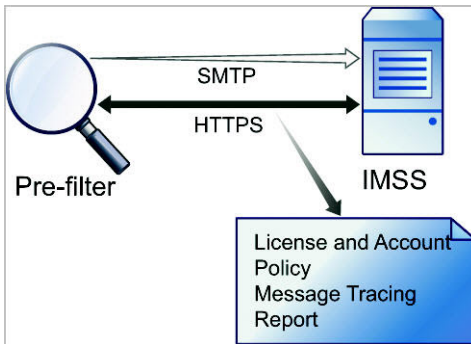 SMTP
HTTPS
Pre-filter
IMSS
License and Account
Policy
Message Tracing
Report